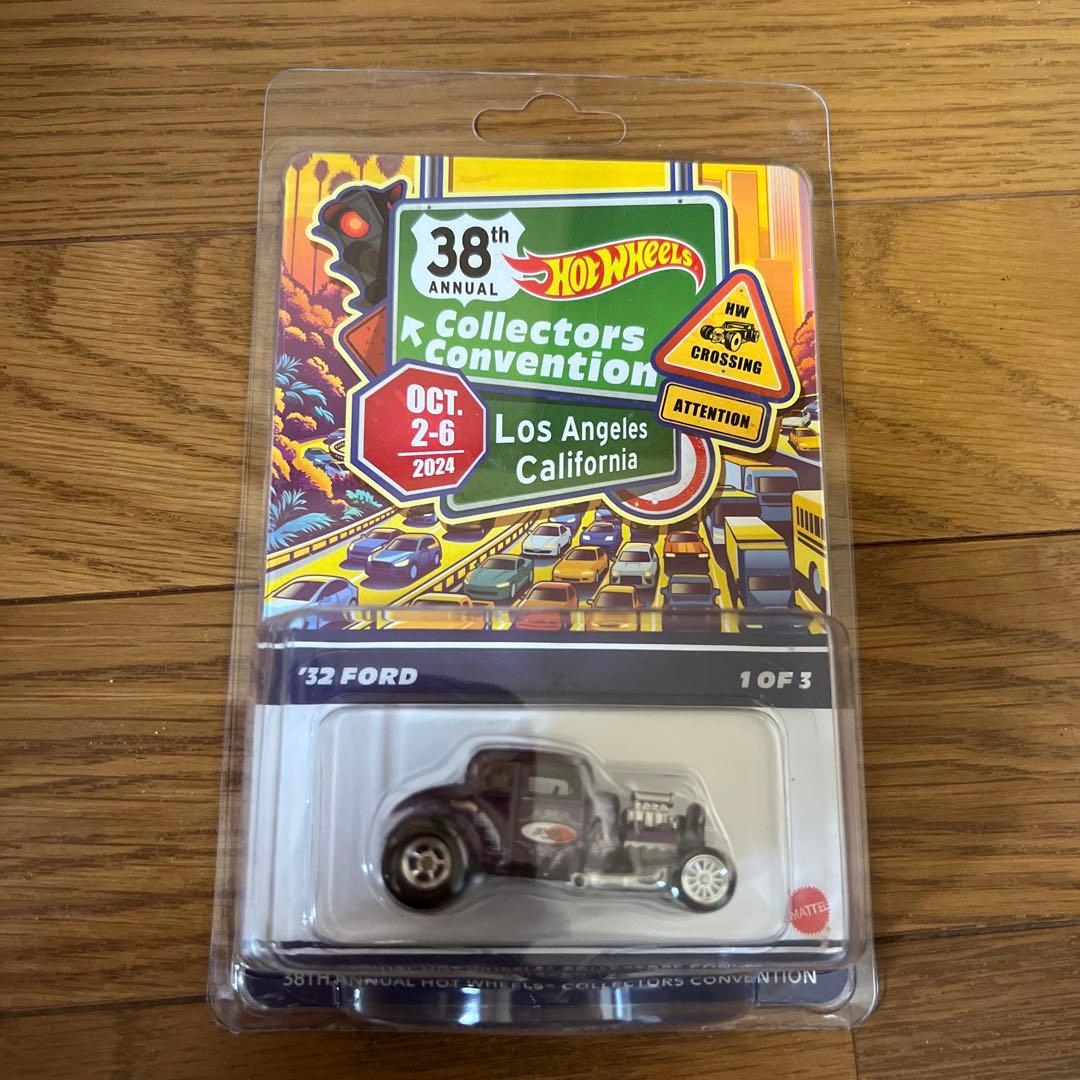 38th
ANNUAL
HOT WHEELS
Collectors
Convention
HW
CROSSING
ATTENTION
OCT.
2-6
2024
Los Angeles
California
'32 FORD
1 OF 3
MATTEL
38TH ANNUAL HOT WHEELS® COLLECTORS CONVENTION